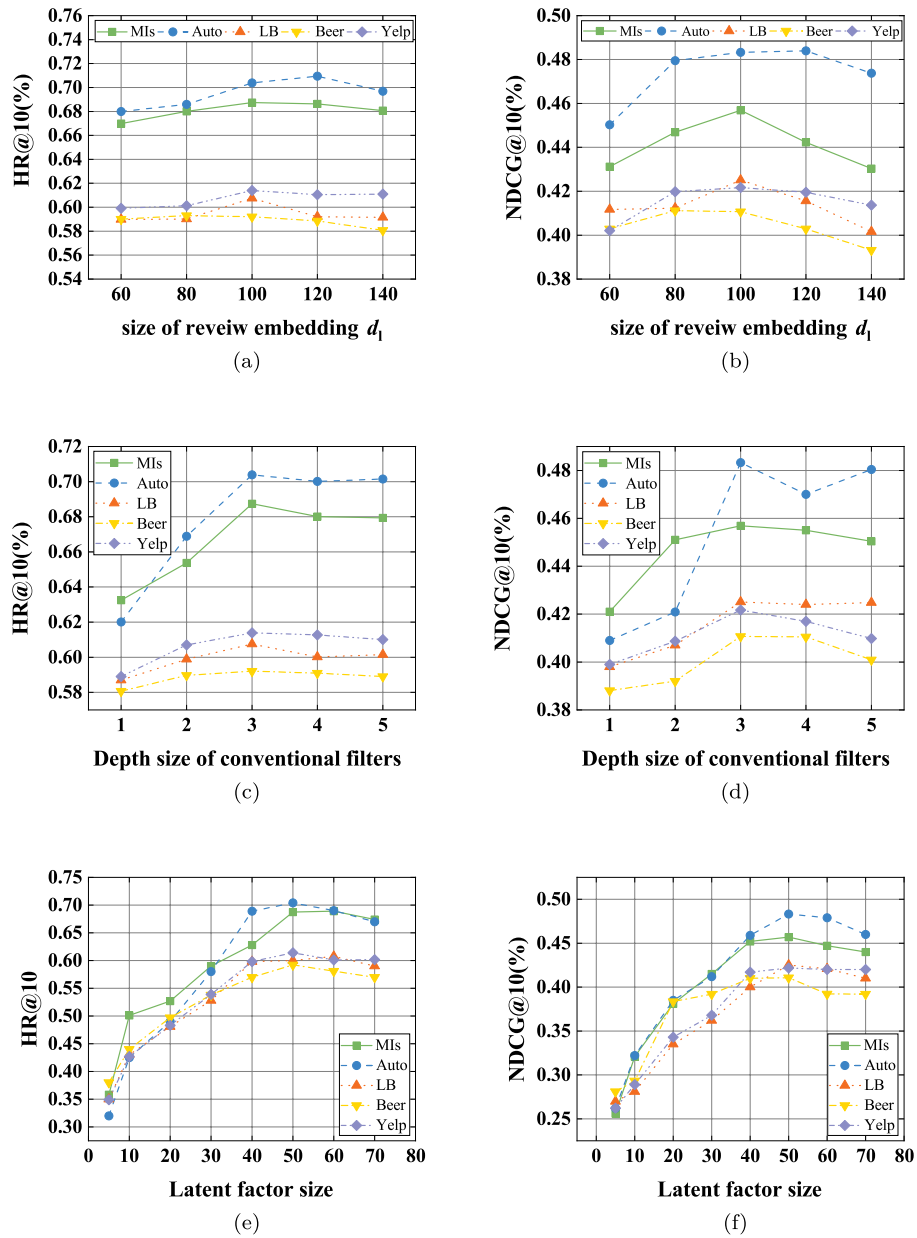 0.76
0.74
0.72
0.70
0.68
0.66
0.64
0.62
0.60
0.58
0.56
0.54
HR@10(%)
MIs Auto LB Beer Yelp
60 80 100 120 140
size of reveiw embedding d₁
(a)
0.50
0.48
0.46
0.44
0.42
0.40
0.38
NDCG@10(%)
MIs Auto LB Beer Yelp
60 80 100 120 140
size of reveiw embedding d₁
(b)
0.72
0.70
0.68
0.66
0.64
0.62
0.60
0.58
HR@10(%)
MIs
Auto
LB
Beer
Yelp
1 2 3 4 5
Depth size of conventional filters
(c)
0.48
0.46
0.44
0.42
0.40
0.38
NDCG@10(%)
MIs
Auto
LB
Beer
Yelp
1 2 3 4 5
Depth size of conventional filters
(d)
0.75
0.70
0.65
0.60
0.55
0.50
0.45
0.40
0.35
0.30
HR@10
MIs
Auto
LB
Beer
Yelp
0 10 20 30 40 50 60 70 80
Latent factor size
(e)
0.50
0.45
0.40
0.35
0.30
0.25
NDCG@10(%)
MIs
Auto
LB
Beer
Yelp
0 10 20 30 40 50 60 70 80
Latent factor size
(f)